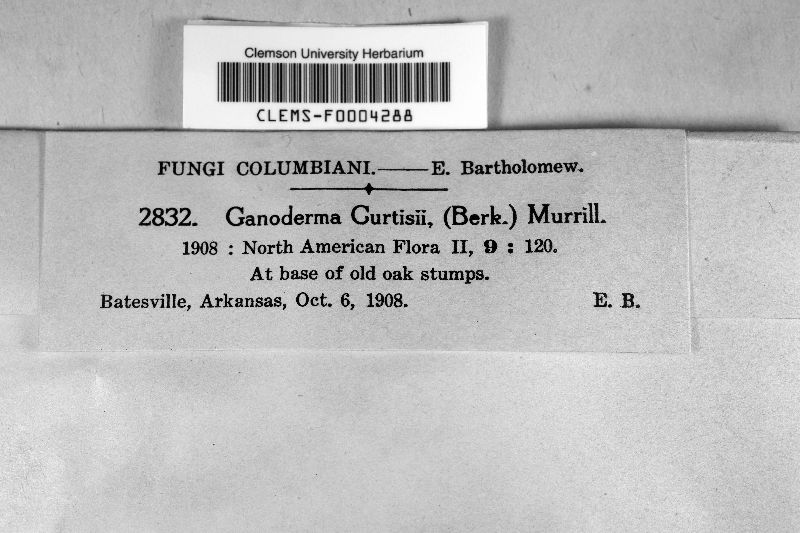 Clemson University Herbarium
CLEMS-F0004288
FUNGI COLUMBIANI.——E. Bartholomew.
2832. Ganoderma Curtisii, (Berk.) Murrill.
1908 : North American Flora II, 9 : 120.
At base of old oak stumps.
Batesville, Arkansas, Oct. 6, 1908. E. B.